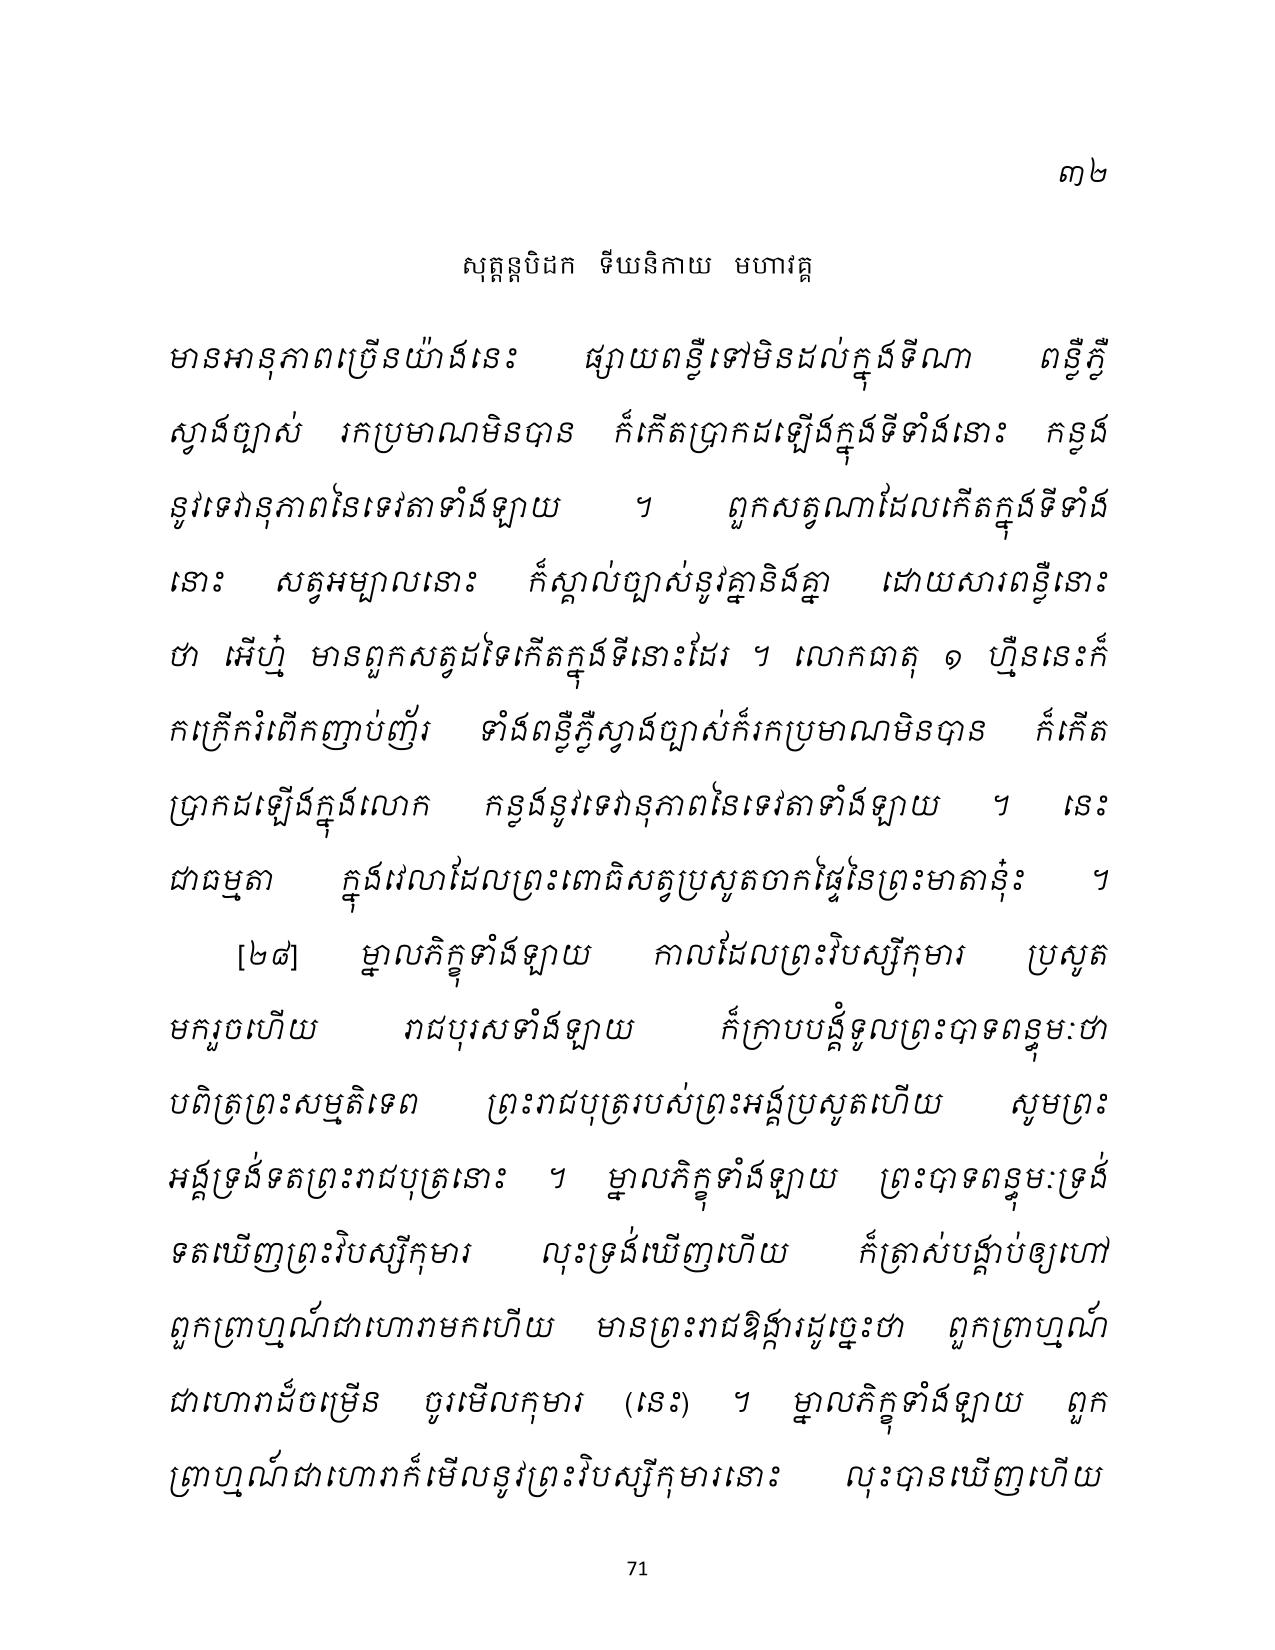 ៣២
សុត្តន្តបិដក ទីឃនិកាយ មហាវគ្គ
មានអានុភាពច្រើនយ៉ាងនេះ ផ្សាយពន្លឺទៅមិនដល់ក្នុងទីណា ពន្លឺភ្លឺ
ស្វាងច្បាស់ រកប្រមាណមិនបាន ក៏កើតប្រាកដឡើងក្នុងទីទាំងនោះ កន្លង
នូវទេវានុភាពនៃទេវតាទាំងឡាយ ។ ពួកសត្វណាដែលកើតក្នុងទីទាំង
នោះ សត្វអម្បាលនោះ ក៏ស្គាល់ច្បាស់នូវគ្នានិងគ្នា ដោយសារពន្លឺនោះ
ថា អើហ្ន៎ មានពួកសត្វដទៃកើតក្នុងទីនោះដែរ ។ លោកធាតុ ១ ហ្មឺននេះក៏
កក្រើករំពើកញាប់ញ័រ ទាំងពន្លឺភ្លឺស្វាងច្បាស់ក៏រកប្រមាណមិនបាន ក៏កើត
ប្រាកដឡើងក្នុងលោក កន្លងនូវទេវានុភាពនៃទេវតាទាំងឡាយ ។ នេះ
ជាធម្មតា ក្នុងវេលាដែលព្រះពោធិសត្វប្រសូតចាកផ្ទៃនៃព្រះមាតានុ៎ះ ។
[២៨] ម្នាលភិក្ខុទាំងឡាយ កាលដែលព្រះវិបស្សីកុមារ ប្រសូត
មករួចហើយ រាជបុរសទាំងឡាយ ក៏ក្រាបបង្គំទូលព្រះបាទពន្ធុមៈថា
បពិត្រព្រះសម្មតិទេព ព្រះរាជបុត្ររបស់ព្រះអង្គប្រសូតហើយ សូមព្រះ
អង្គទ្រង់ទតព្រះរាជបុត្រនោះ ។ ម្នាលភិក្ខុទាំងឡាយ ព្រះបាទពន្ធុមៈទ្រង់
ទតឃើញព្រះវិបស្សីកុមារ លុះទ្រង់ឃើញហើយ ក៏ត្រាស់បង្គាប់ឲ្យហៅ
ពួកព្រាហ្មណ៍ជាហោរាមកហើយ មានព្រះរាជឱង្ការដូច្នេះថា ពួកព្រាហ្មណ៍
ជាហោរាដ៏ចម្រើន ចូរមើលកុមារ (នេះ) ។ ម្នាលភិក្ខុទាំងឡាយ ពួក
ព្រាហ្មណ៍ជាហោរាក៏មើលនូវព្រះវិបស្សីកុមារនោះ លុះបានឃើញហើយ
71